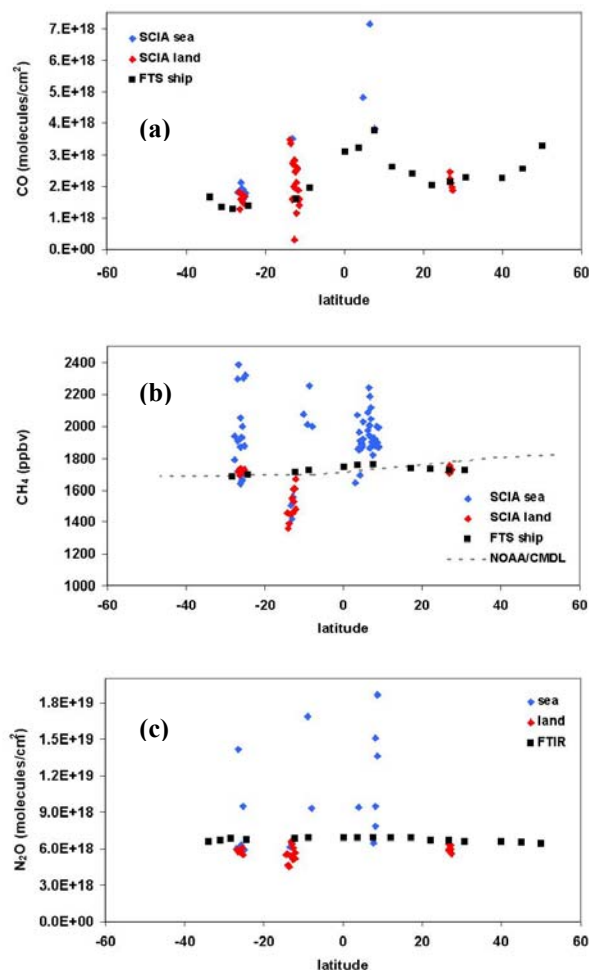 7.E+18
6.E+18
5.E+18
4.E+18
3.E+18
2.E+18
1.E+18
0.E+00
CO (molecules/cm²)
SCIA sea
SCIA land
FTS ship
(a)
-60 -40 -20 0 20 40 60
latitude
2400
2200
2000
1800
1600
1400
1200
1000
CH₄ (ppbv)
(b)
SCIA sea
SCIA land
FTS ship
NOAA/CMDL
-60 -40 -20 0 20 40 60
latitude
1.8E+19
1.5E+19
1.2E+19
9.0E+18
6.0E+18
3.0E+18
0.0E+00
N₂O (molecules/cm²)
(c)
sea
land
FTIR
-60 -40 -20 0 20 40 60
latitude